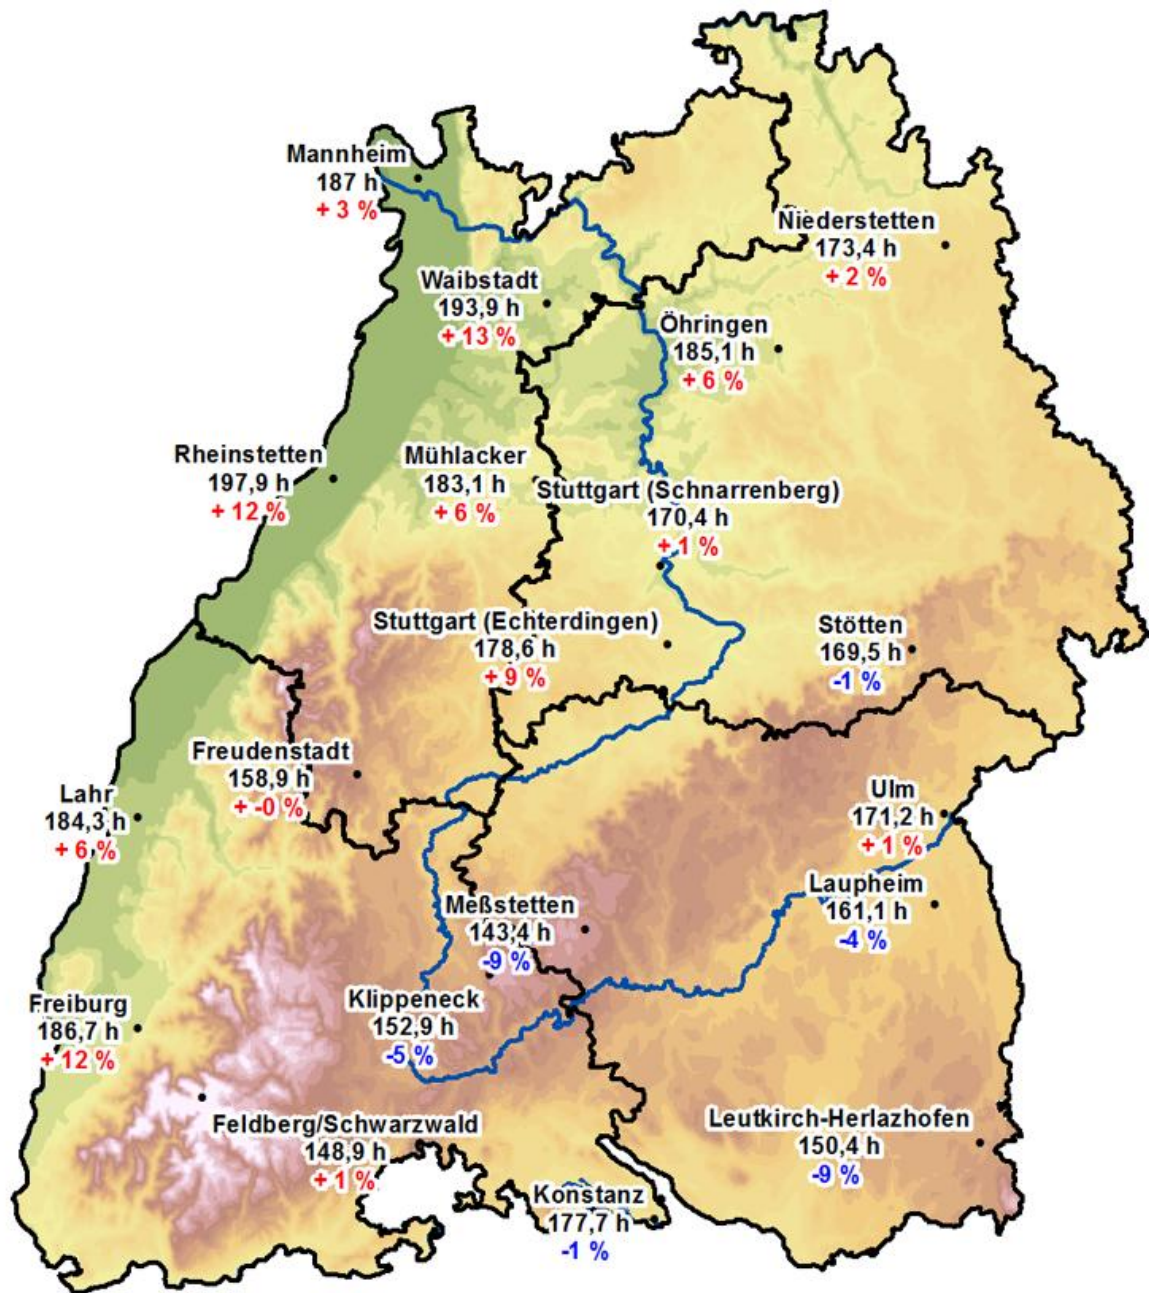 Mannheim
187 h
+ 3 %
Niederstetten
173,4 h
+ 2 %
Waibstadt
193,9 h
+ 13 %
Öhringen
185,1 h
+ 6 %
Rheinstetten
197,9 h
+ 12 %
Mühlacker
183,1 h
+ 6 %
Stuttgart (Schnarrenberg)
170,4 h
+ 1 %
Stuttgart (Echterdingen)
178,6 h
+ 9 %
Stötten
169,5 h
-1 %
Freudenstadt
158,9 h
+ -0 %
Lahr
184,3 h
+ 6 %
Ulm
171,2 h
+ 1 %
Laupheim
161,1 h
-4 %
Meßstetten
143,4 h
-9 %
Klippeneck
152,9 h
-5 %
Freiburg
186,7 h
+ 12 %
Feldberg/Schwarzwald
148,9 h
+ 1 %
Leutkirch-Herlazhofen
150,4 h
-9 %
Konstanz
177,7 h
-1 %